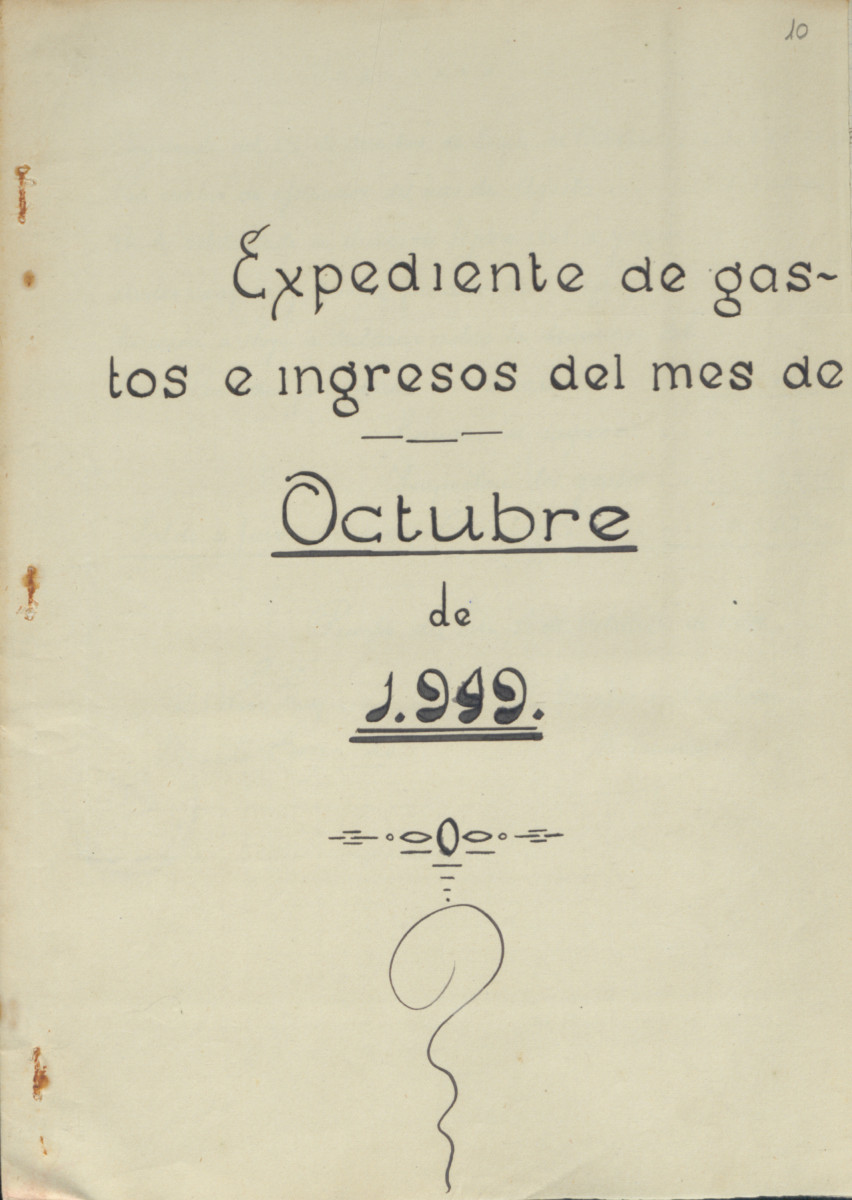 10
Expediente de gas~
tos e ingresos del mes de
Octubre
de
1.949.